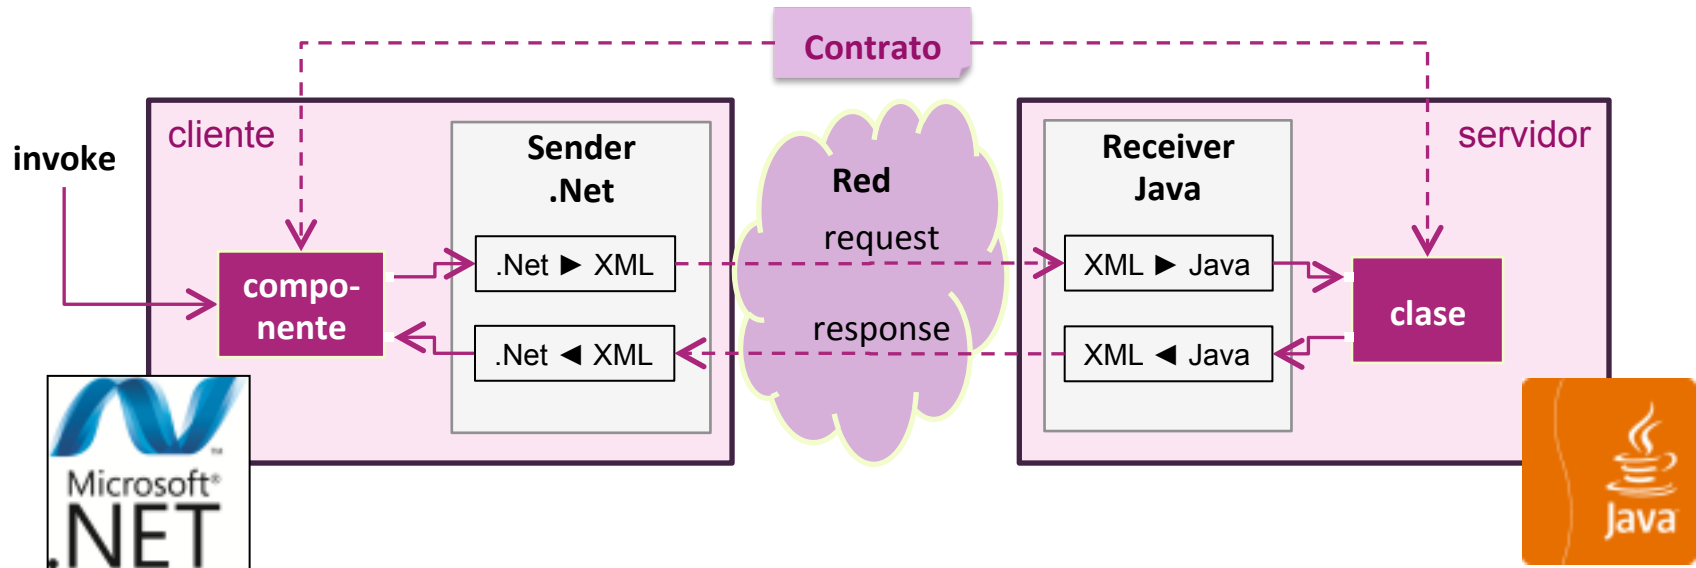 Contrato
cliente
servidor
invoke
Sender
.Net
Red
Receiver
Java
request
.Net ► XML
XML ► Java
compo-
nente
clase
response
.Net ◄ XML
XML ◄ Java
Microsoft®
.NET
™
Java